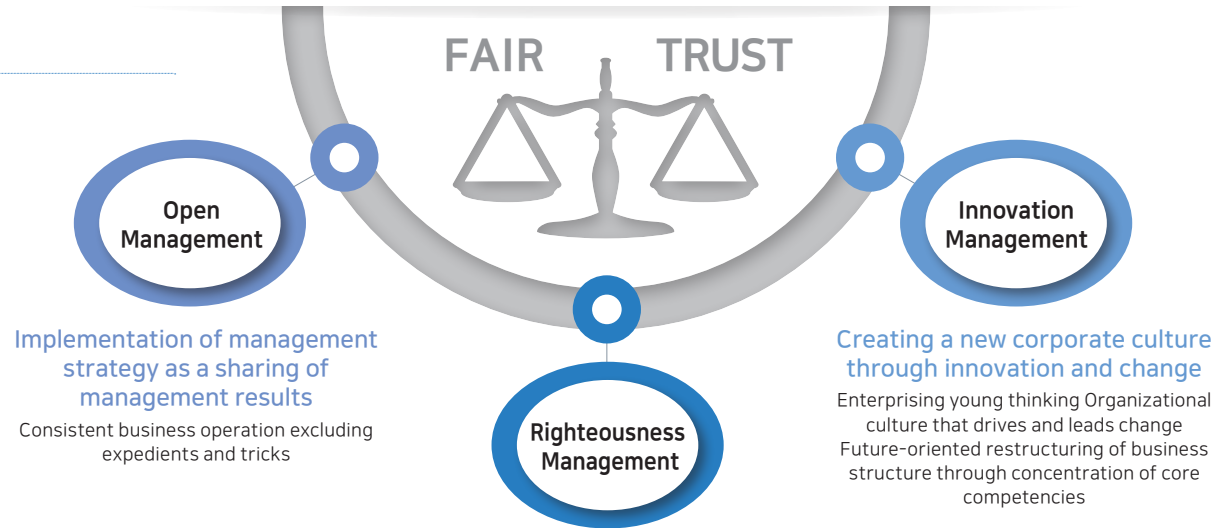 FAIR TRUST
Open
Management
Implementation of management
strategy as a sharing of
management results
Consistent business operation excluding
expedients and tricks
Righteousness
Management
Innovation
Management
Creating a new corporate culture
through innovation and change
Enterprising young thinking Organizational
culture that drives and leads change
Future-oriented restructuring of business
structure through concentration of core
competencies